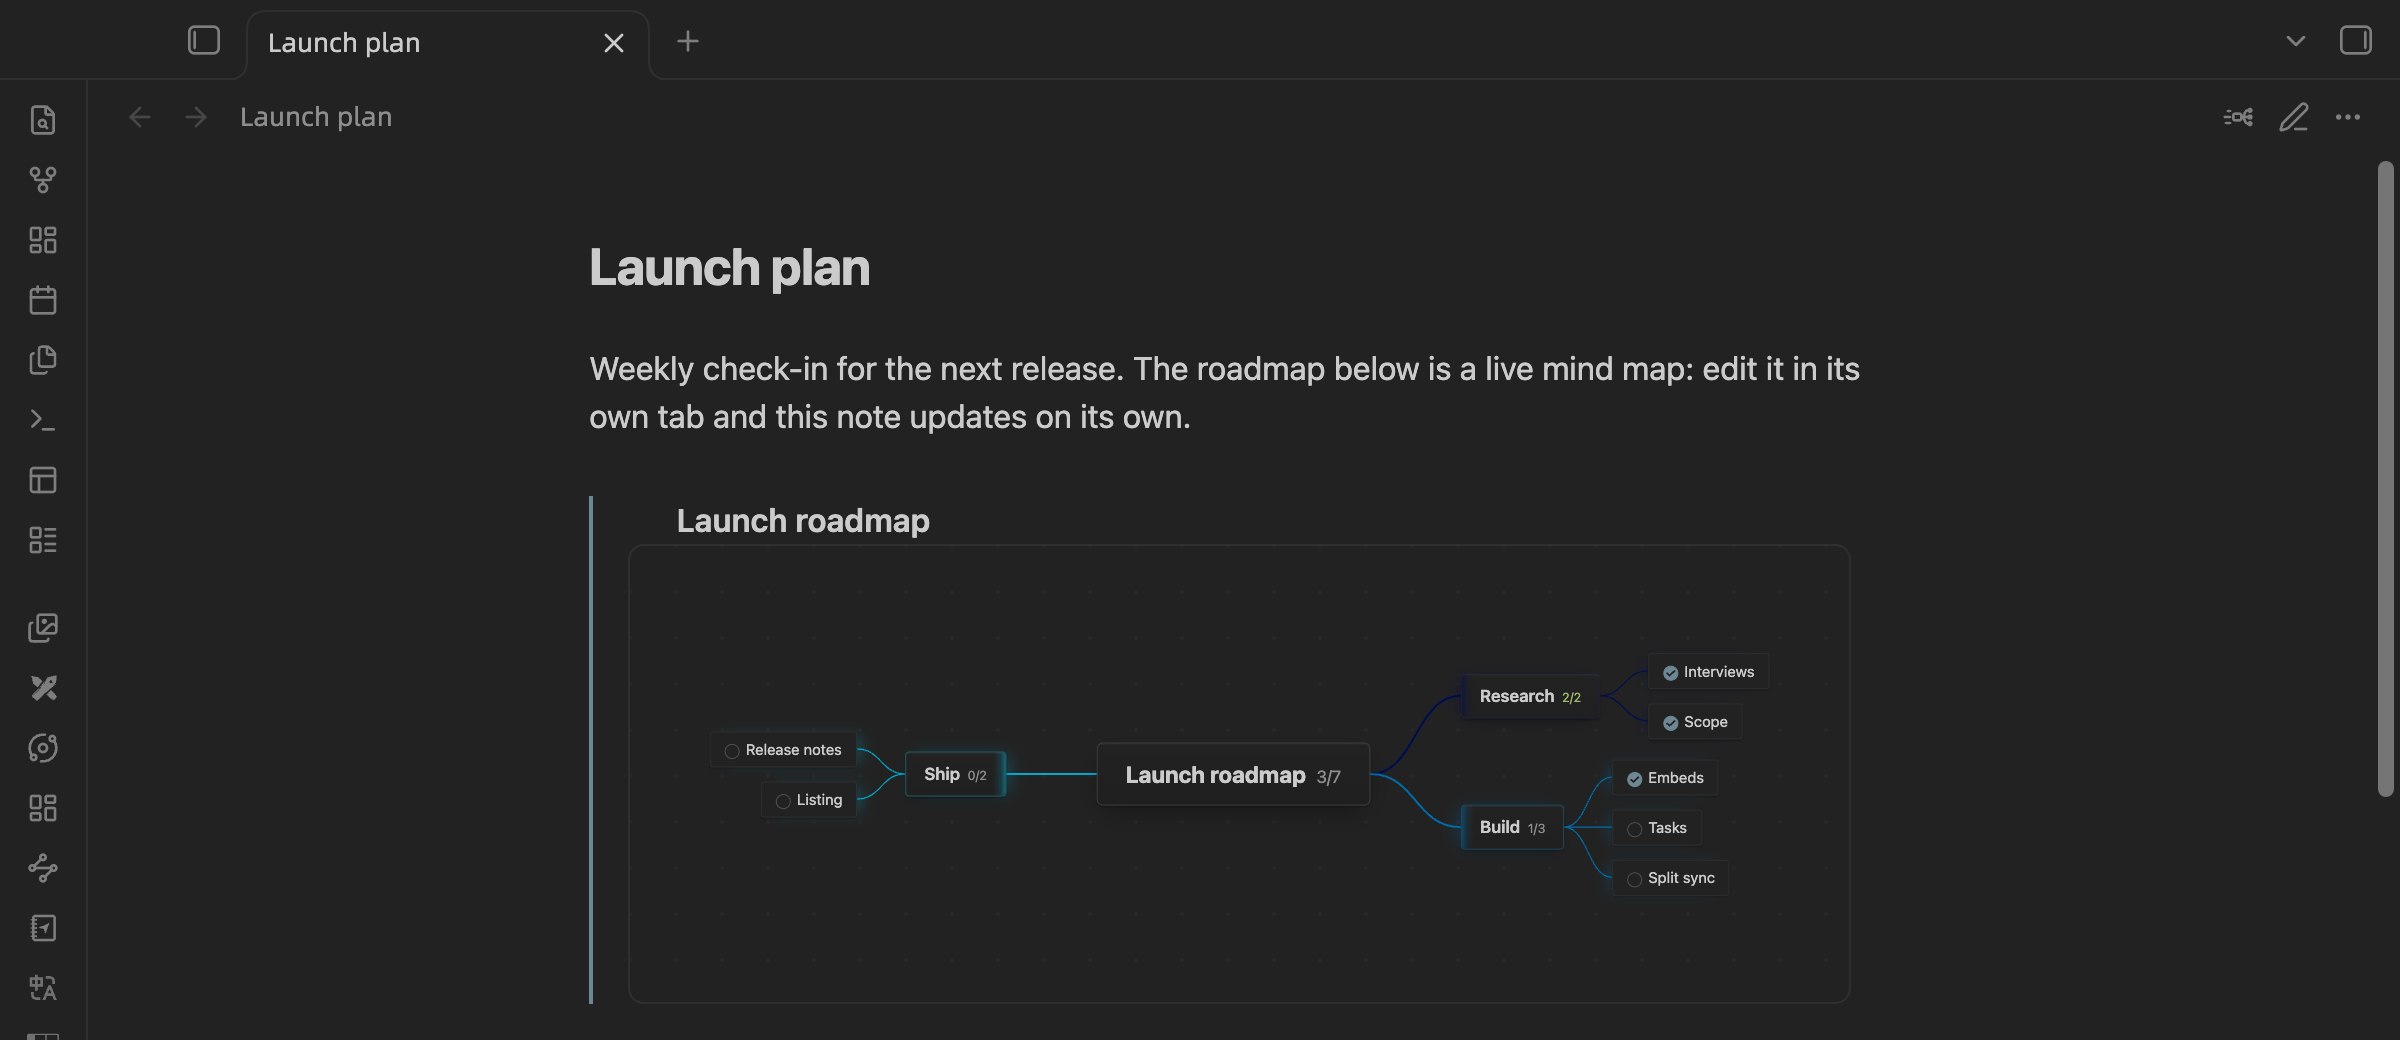 Launch plan
Launch plan
Launch plan
Weekly check-in for the next release. The roadmap below is a live mind map: edit it in its
own tab and this note updates on its own.
Launch roadmap
Release notes
Listing
Ship 0/2
Launch roadmap 3/7
Research 2/2
Interviews
Scope
Build 1/3
Embeds
Tasks
Split sync